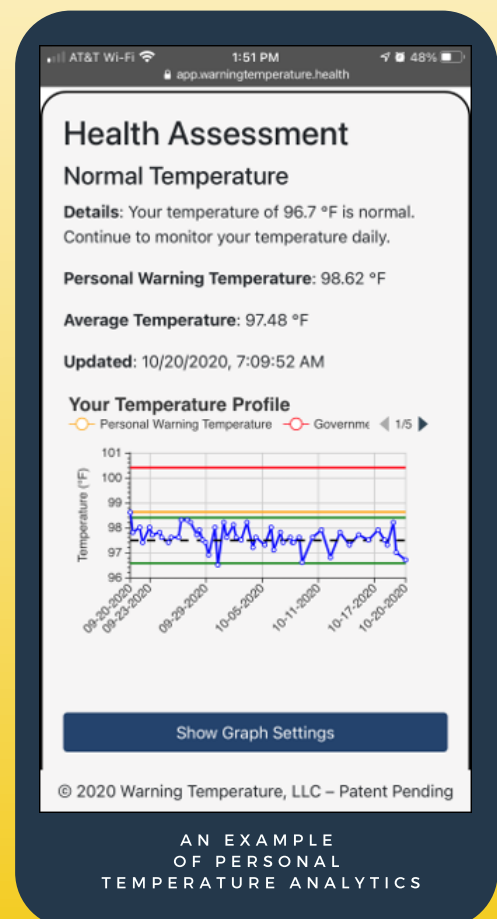 AT&T Wi-Fi 1:51 PM 48%
app.warningtemperature.health
Health Assessment
Normal Temperature
Details: Your temperature of 96.7 °F is normal.
Continue to monitor your temperature daily.
Personal Warning Temperature: 98.62 °F
Average Temperature: 97.48 °F
Updated: 10/20/2020, 7:09:52 AM
Your Temperature Profile
Personal Warning Temperature Governme 1/5
Temperature (°F)
101
100
99
98
97
96
09-20-2020
09-23-2020
09-29-2020
10-05-2020
10-11-2020
10-17-2020
10-20-2020
Show Graph Settings
© 2020 Warning Temperature, LLC – Patent Pending
AN EXAMPLE
OF PERSONAL
TEMPERATURE ANALYTICS